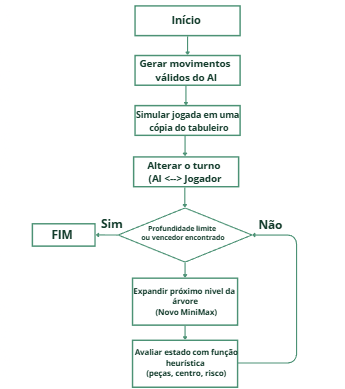 Início
Gerar movimentos
válidos do AI
Simular jogada em uma
cópia do tabuleiro
Alterar o turno
(AI <--> Jogador
Profundidade limite
ou vencedor encontrado
Sim
Não
FIM
Expandir próximo nivel da
árvore
(Novo MiniMax)
Avaliar estado com função
heurística
(peças, centro, risco)